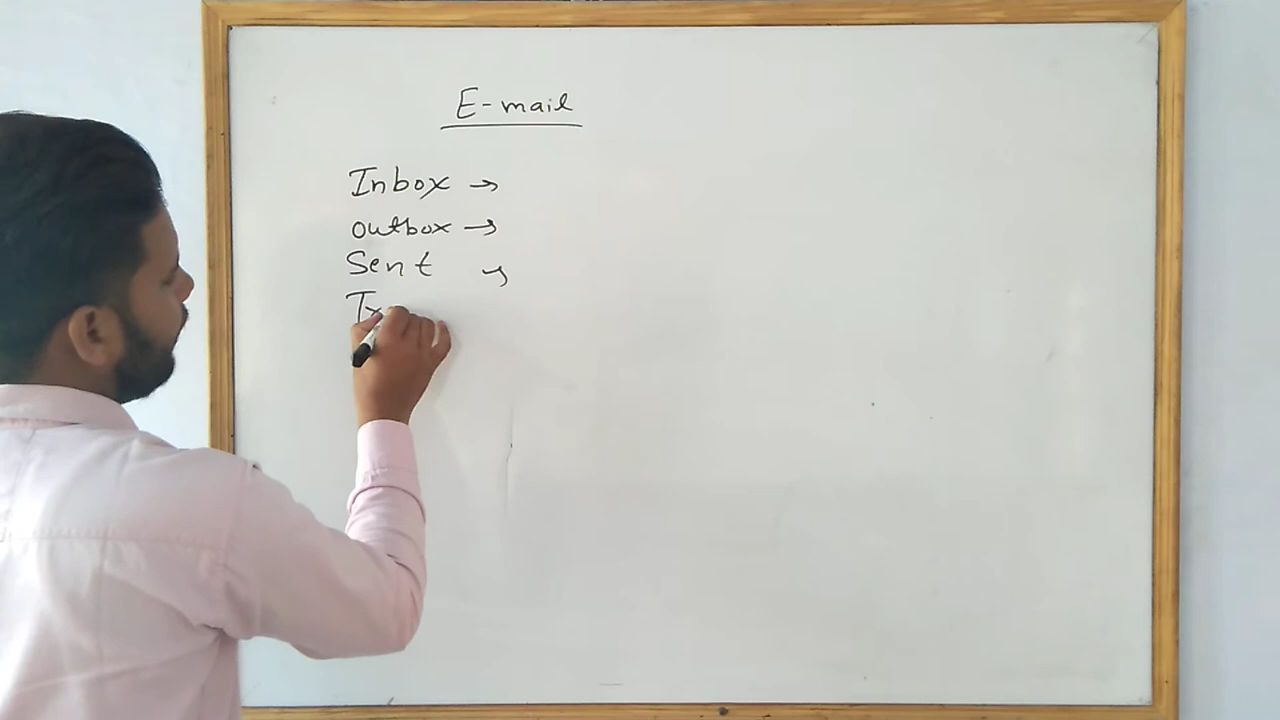 E-mail
Inbox →
outbox →
Sent →